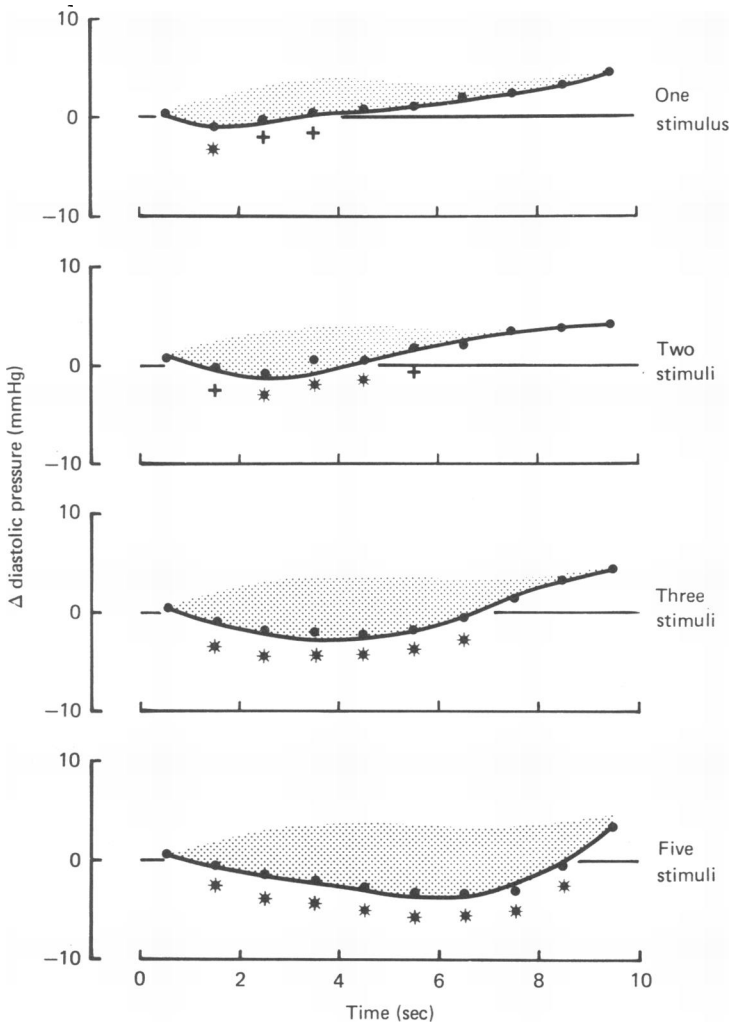 10
0
−10
One
stimulus
10
0
−10
Two
stimuli
Δ diastolic pressure (mmHg)
10
0
−10
Three
stimuli
10
0
−10
Five
stimuli
0 2 4 6 8 10
Time (sec)